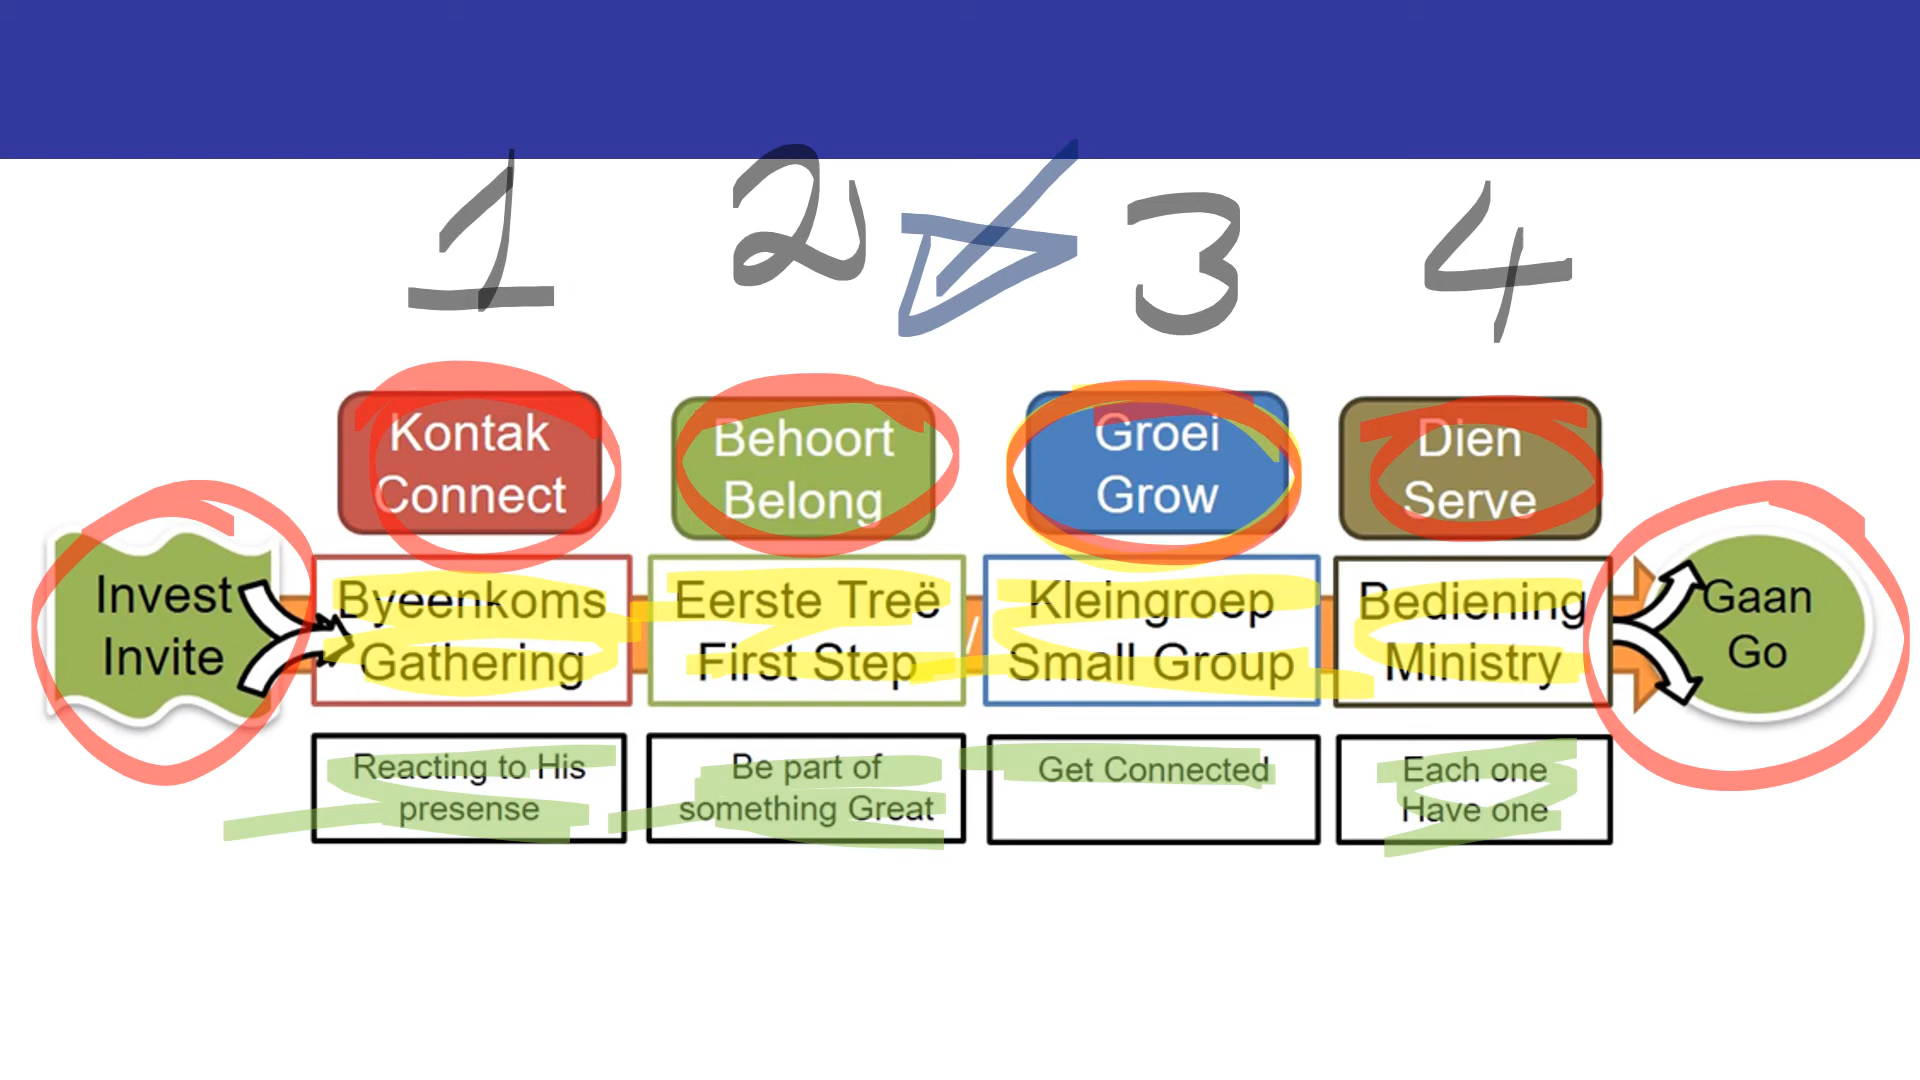 1 2 3 4
Kontak
Connect
Behoort
Belong
Groei
Grow
Dien
Serve
Invest
Invite
Byeenkoms
Gathering
Eerste Treë
First Step
Kleingroep
Small Group
Bediening
Ministry
Gaan
Go
Reacting to His
presense
Be part of
something Great
Get Connected
Each one
Have one